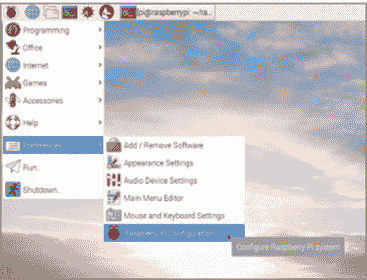 pi@raspberrypi: ~/ra...
Programming
Office
Internet
Games
Accessories
Help
Preferences
Run...
Shutdown...
Add / Remove Software
Appearance Settings
Audio Device Settings
Main Menu Editor
Mouse and Keyboard Settings
Raspberry Pi Configuration
Configure Raspberry Pi system